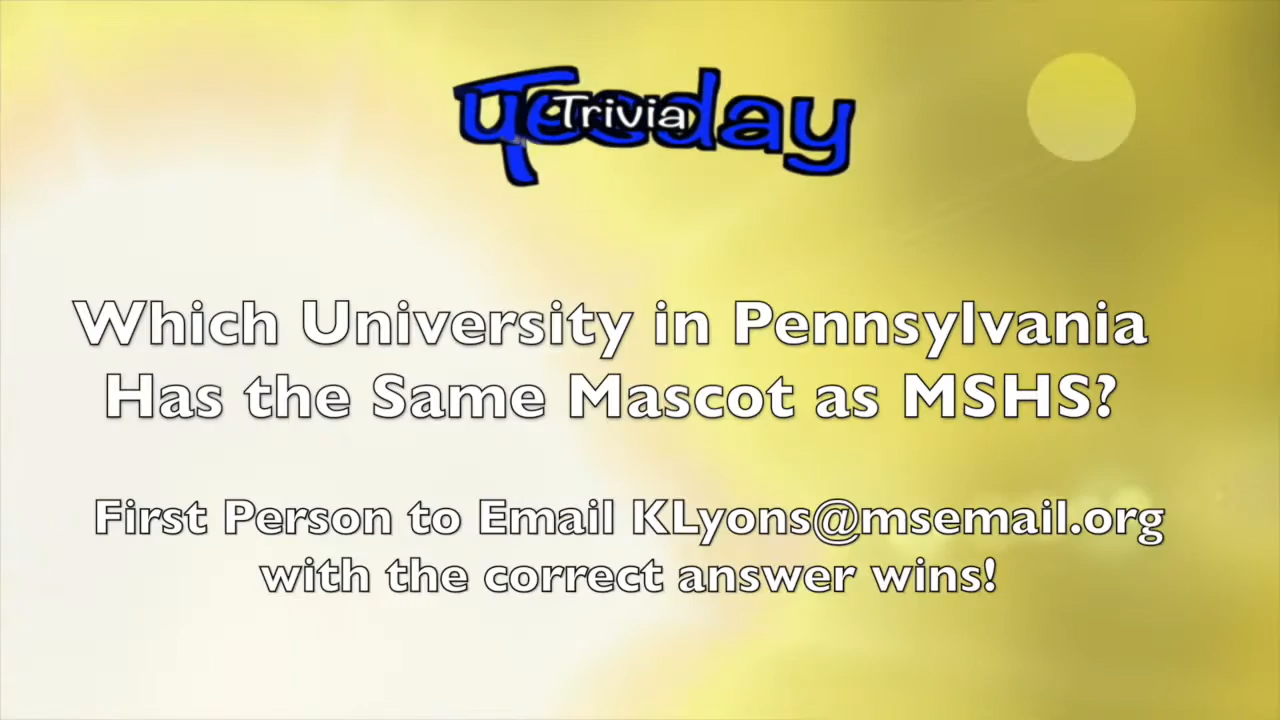 Tuesday
Trivia
Which University in Pennsylvania
Has the Same Mascot as MSHS?
First Person to Email KLyons@msemail.org
with the correct answer wins!